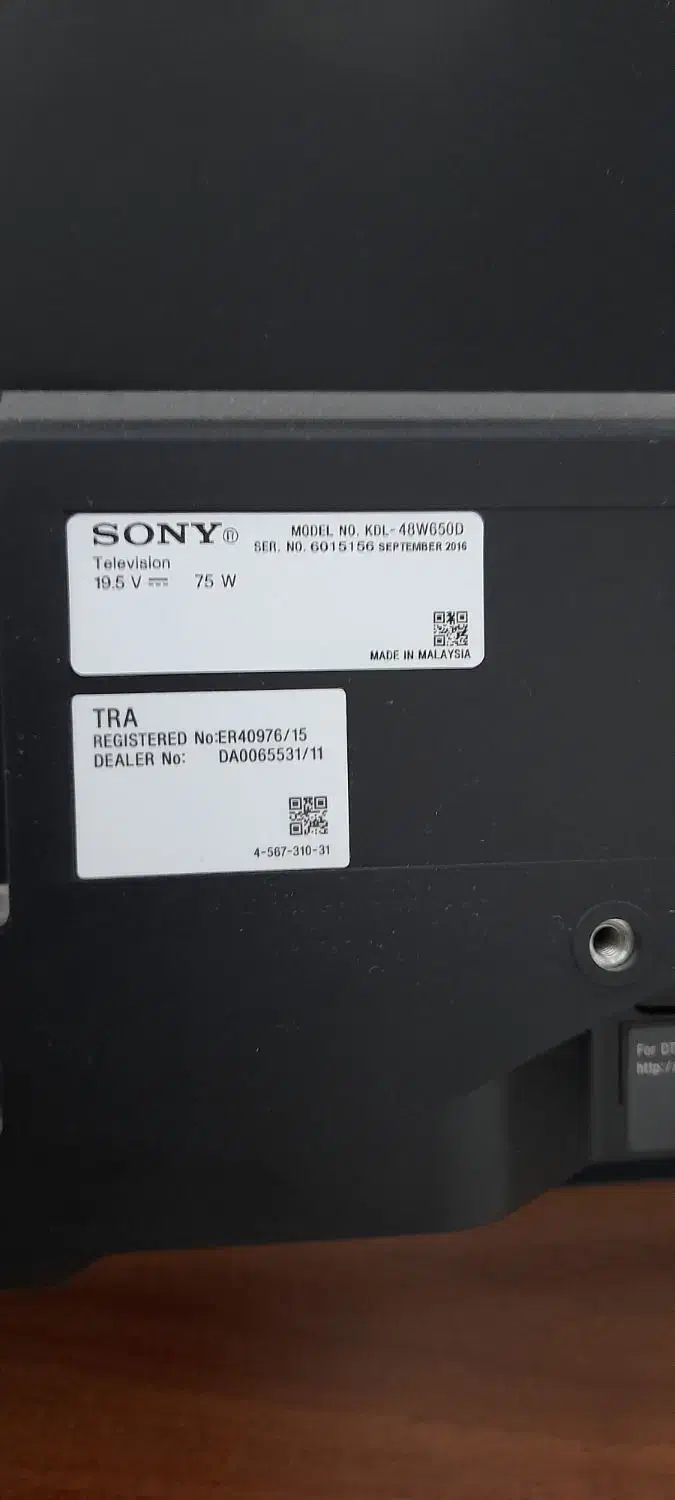 SONY®
MODEL NO. KDL-48W650D
SER. NO. 6015156 SEPTEMBER 2016
Television
19.5 V ⎓ 75 W
MADE IN MALAYSIA
TRA
REGISTERED No:ER40976/15
DEALER No: DA0065531/11
4-567-310-31
For DT
http://